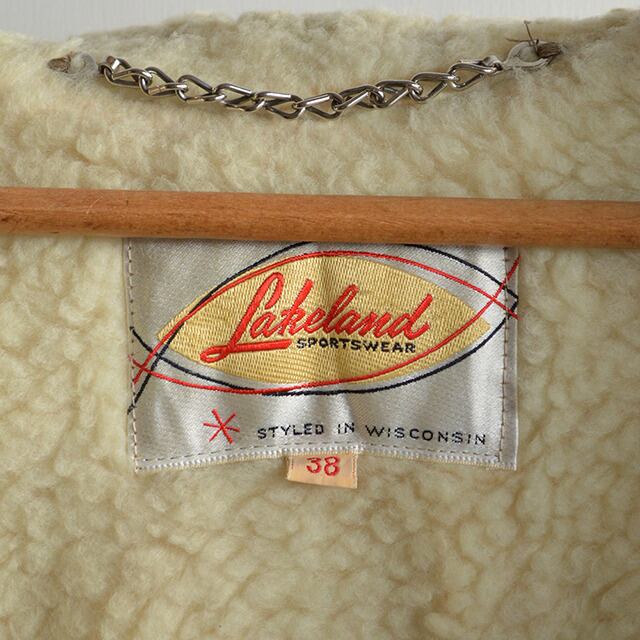 Lakeland
SPORTSWEAR
STYLED IN WISCONSIN
38